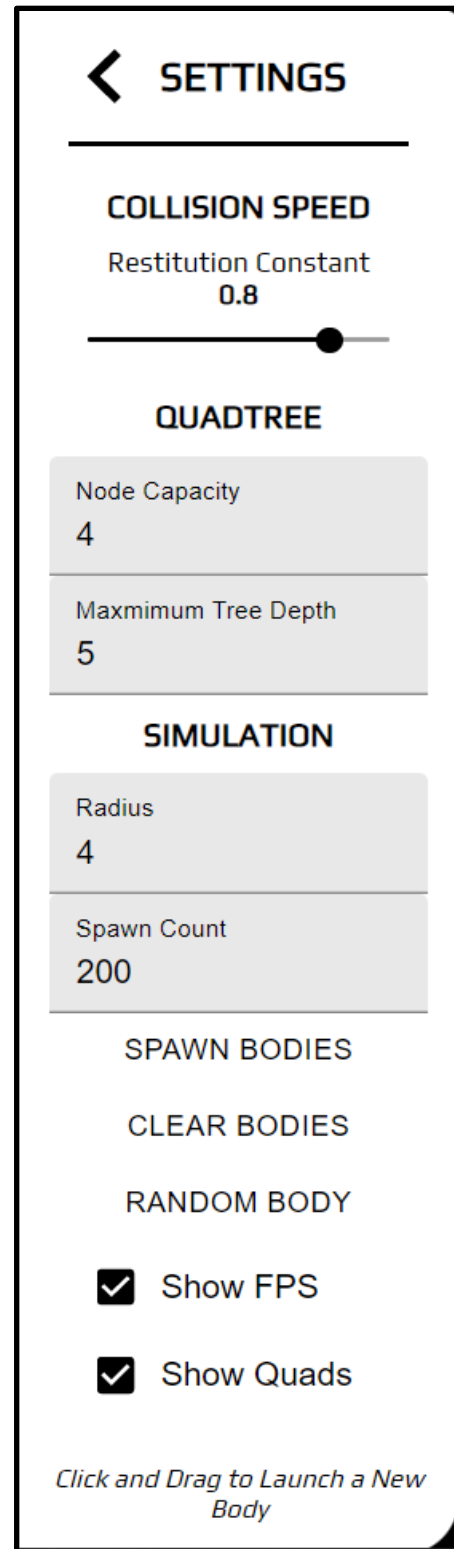 SETTINGS
COLLISION SPEED
Restitution Constant
0.8
QUADTREE
Node Capacity
4
Maxmimum Tree Depth
5
SIMULATION
Radius
4
Spawn Count
200
SPAWN BODIES
CLEAR BODIES
RANDOM BODY
Show FPS
Show Quads
Click and Drag to Launch a New
Body